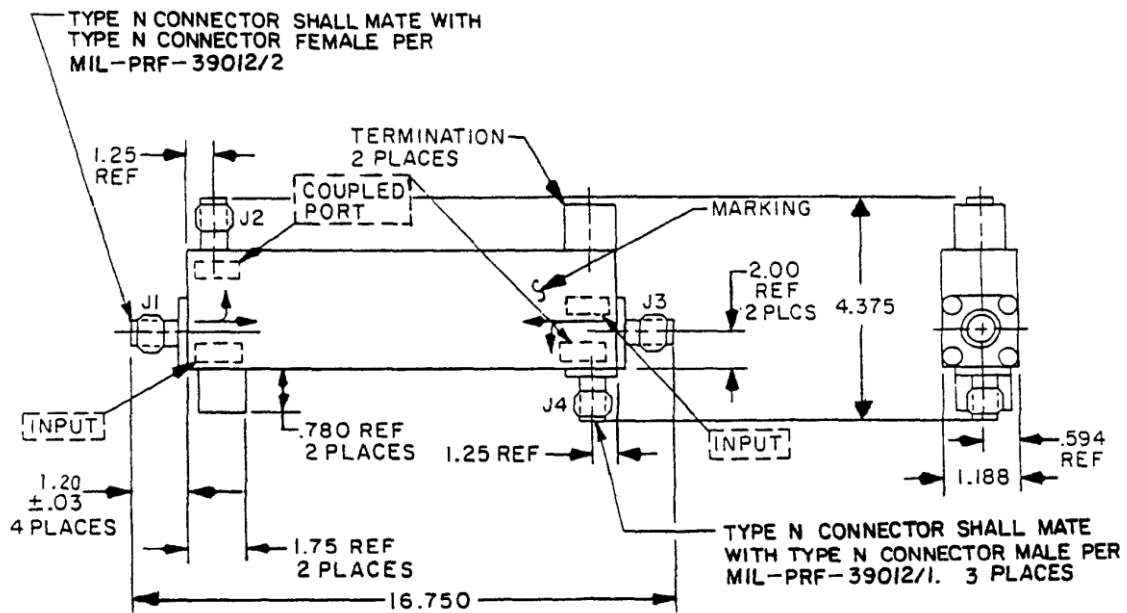 TYPE N CONNECTOR SHALL MATE WITH
TYPE N CONNECTOR FEMALE PER
MIL-PRF-39012/2
1.25
REF
TERMINATION
2 PLACES
COUPLED
PORT
J2
MARKING
J1
J3
2.00
REF
2 PLCS
4.375
INPUT
.780 REF
2 PLACES
J4
1.25 REF
INPUT
.594
REF
1.188
1.20
±.03
4 PLACES
1.75 REF
2 PLACES
TYPE N CONNECTOR SHALL MATE
WITH TYPE N CONNECTOR MALE PER
MIL-PRF-39012/1. 3 PLACES
16.750